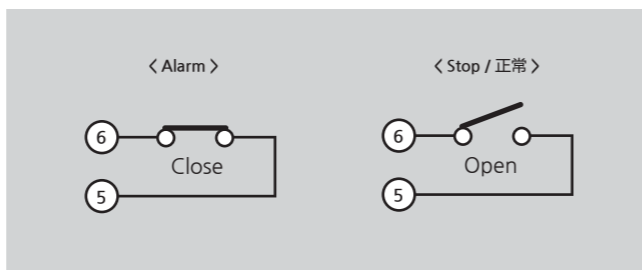 〈 Alarm 〉
〈 Stop / 正常 〉
6
Close
5
6
Open
5